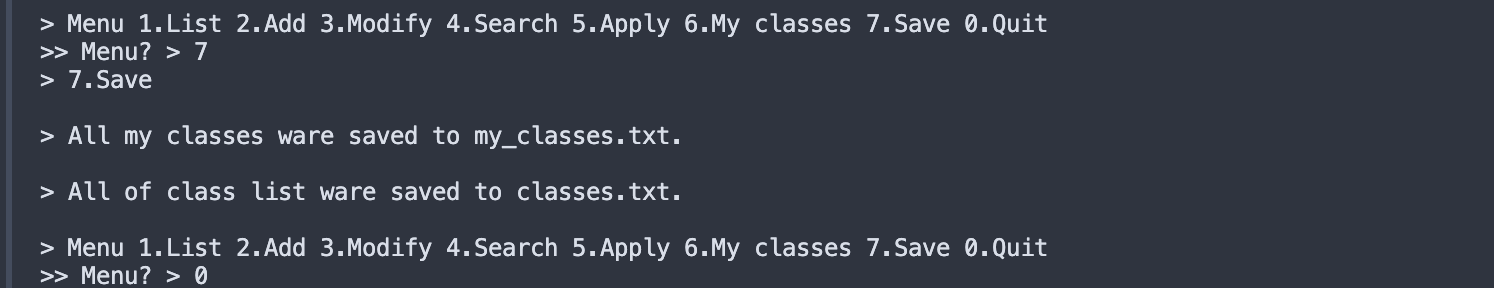 > Menu 1.List 2.Add 3.Modify 4.Search 5.Apply 6.My classes 7.Save 0.Quit
>> Menu? > 7
> 7.Save
> All my classes ware saved to my_classes.txt.
> All of class list ware saved to classes.txt.
> Menu 1.List 2.Add 3.Modify 4.Search 5.Apply 6.My classes 7.Save 0.Quit
>> Menu? > 0